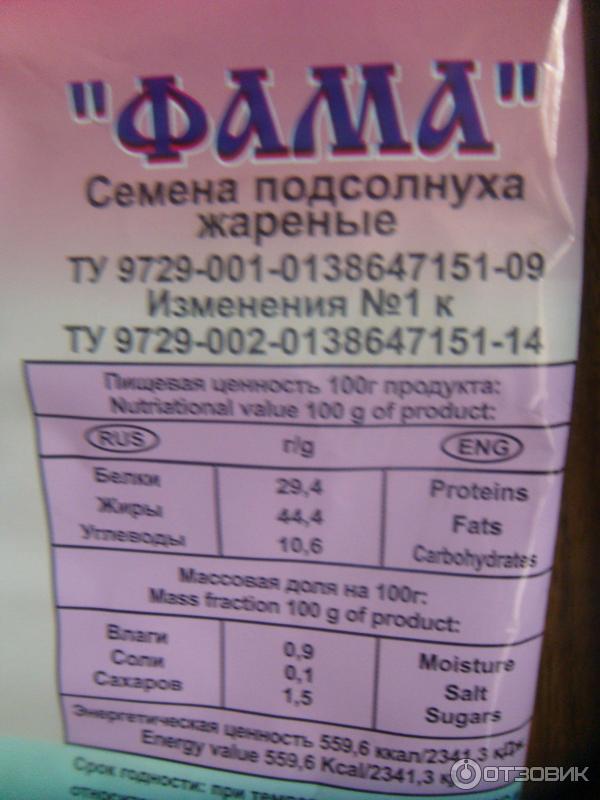 "ФАМА"
Семена подсолнуха
жареные
ТУ 9729-001-0138647151-09
Изменения №1 к
ТУ 9729-002-0138647151-14
Пищевая ценность 100г продукта:
Nutriational value 100 g of product:
RUS г/g ENG
Белки 29,4 Proteins
Жиры 44,4 Fats
Углеводы 10,6 Carbohydrates
Массовая доля на 100г:
Mass fraction 100 g of product:
Влаги 0,9 Moisture
Соли 0,1 Salt
Сахаров 1,5 Sugars
Энергетическая ценность 559,6 ккал/2341,3 кДж
Energy value 559,6 Kcal/2341,3
Срок годности: при
ОТЗОВИК